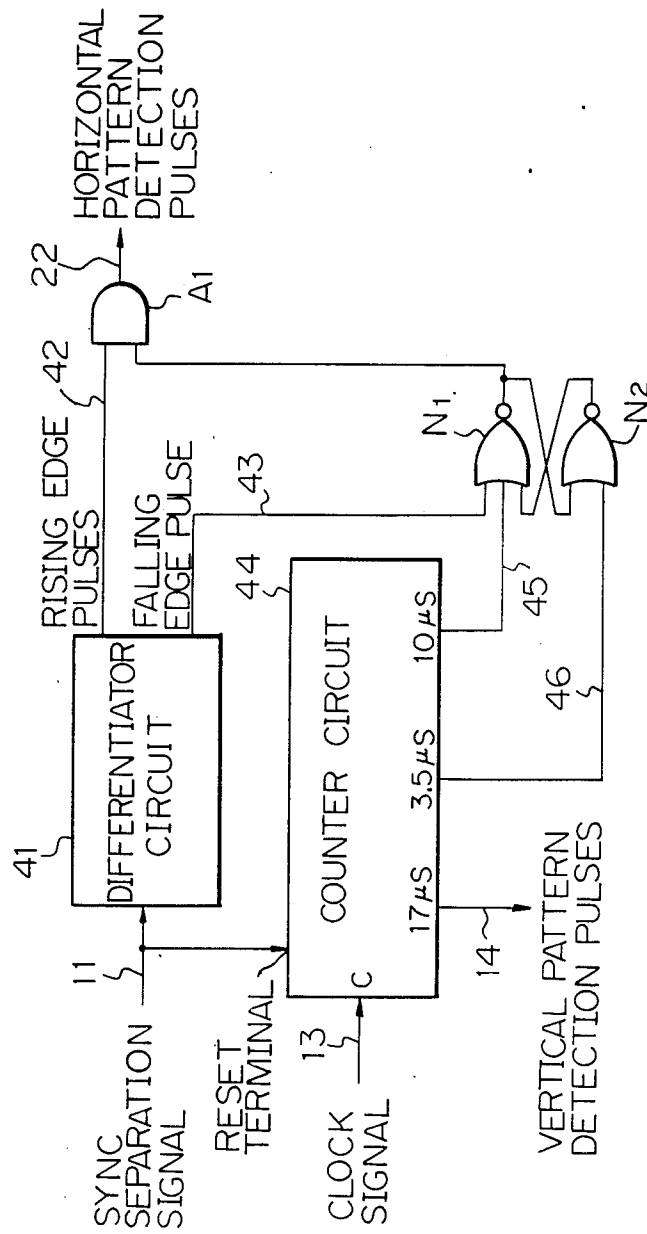 SYNC
SEPARATION
SIGNAL
11
41
DIFFERENTIATOR
CIRCUIT
RISING EDGE
PULSES
42
FALLING
EDGE PULSE
43
A1
22
HORIZONTAL
PATTERN
DETECTION
PULSES
RESET
TERMINAL
44
CLOCK
SIGNAL
13
C
COUNTER CIRCUIT
17µS
3.5µS
10µS
N1
N2
45
46
14
VERTICAL PATTERN
DETECTION PULSES